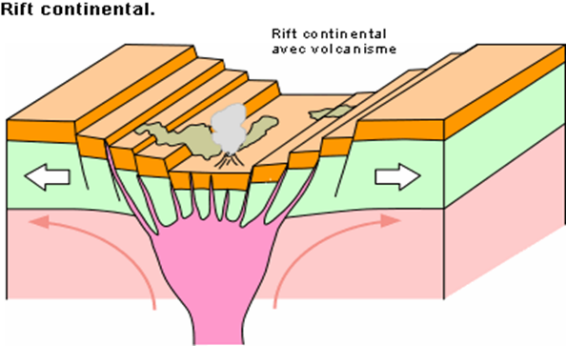 Rift continental.
Rift continental
avec volcanisme